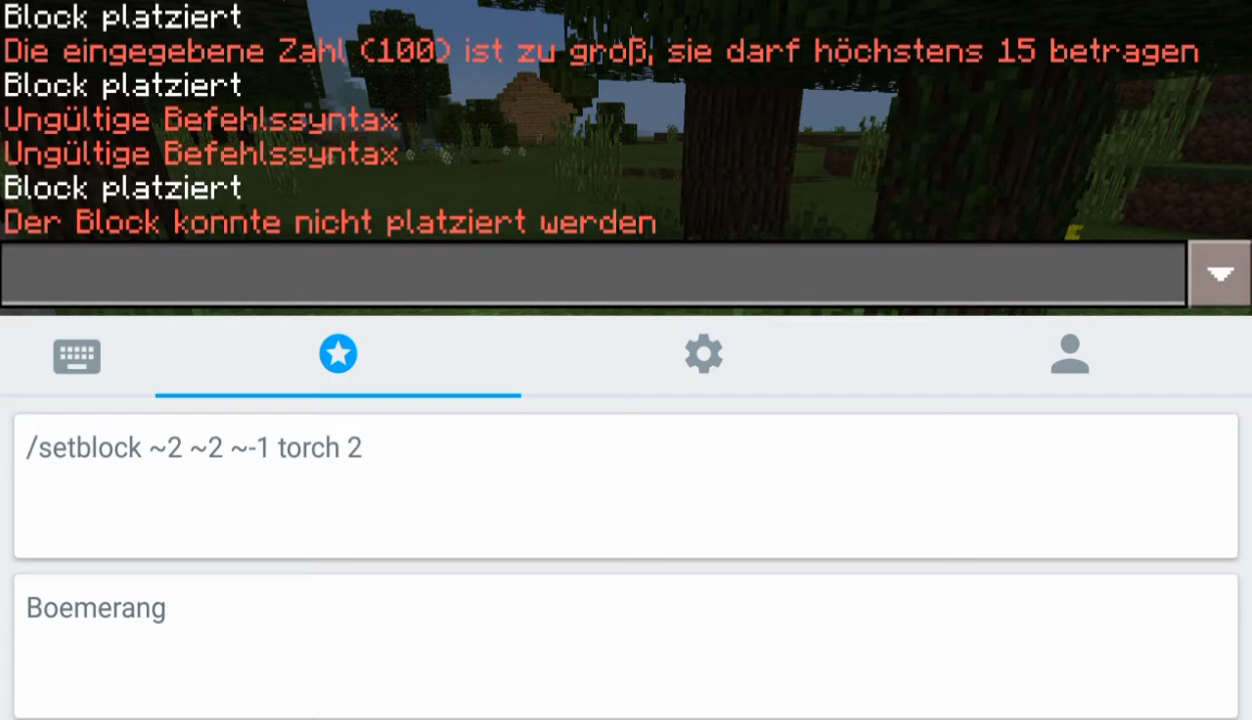 Block platziert
Die eingegebene Zahl (100) ist zu groß, sie darf höchstens 15 betragen
Block platziert
Ungültige Befehlssyntax
Ungültige Befehlssyntax
Block platziert
Der Block konnte nicht platziert werden
/setblock ~2 ~2 ~-1 torch 2
Boemerang